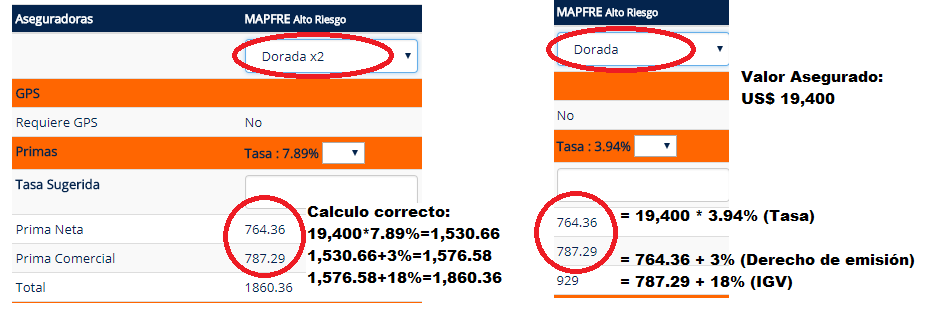 Aseguradoras MAPFRE Alto Riesgo
Dorada x2
GPS
Requiere GPS No
Primas Tasa : 7.89%
Tasa Sugerida
Prima Neta 764.36
Prima Comercial 787.29
Total 1860.36
Calculo correcto:
19,400*7.89%=1,530.66
1,530.66+3%=1,576.58
1,576.58+18%=1,860.36
MAPFRE Alto Riesgo
Dorada
No
Tasa : 3.94%
764.36 = 19,400 * 3.94% (Tasa)
787.29 = 764.36 + 3% (Derecho de emisión)
929 = 787.29 + 18% (IGV)
Valor Asegurado:
US$ 19,400